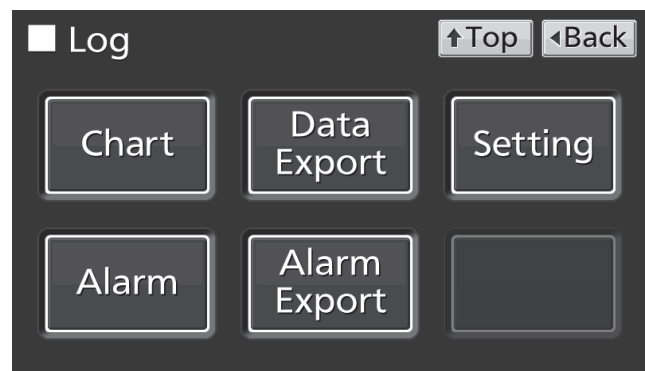 Log
↑Top
◂Back
Chart
Data
Export
Setting
Alarm
Alarm
Export